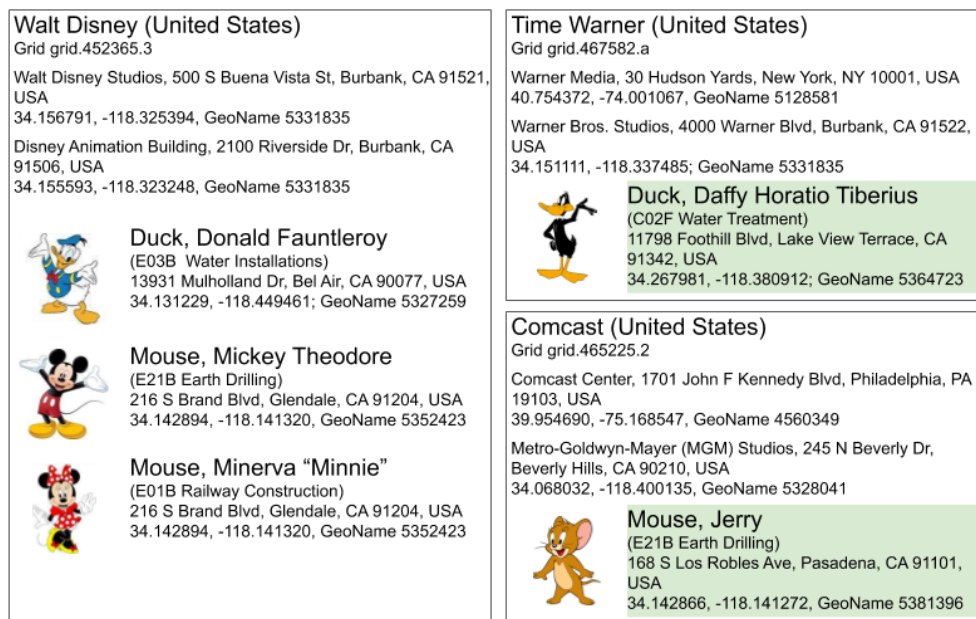 Walt Disney (United States)
Grid grid.452365.3
Walt Disney Studios, 500 S Buena Vista St, Burbank, CA 91521,
USA
34.156791, -118.325394, GeoName 5331835
Disney Animation Building, 2100 Riverside Dr, Burbank, CA
91506, USA
34.155593, -118.323248, GeoName 5331835
Duck, Donald Fauntleroy
(E03B Water Installations)
13931 Mulholland Dr, Bel Air, CA 90077, USA
34.131229, -118.449461; GeoName 5327259
Mouse, Mickey Theodore
(E21B Earth Drilling)
216 S Brand Blvd, Glendale, CA 91204, USA
34.142894, -118.141320, GeoName 5352423
Mouse, Minerva “Minnie”
(E01B Railway Construction)
216 S Brand Blvd, Glendale, CA 91204, USA
34.142894, -118.141320, GeoName 5352423
Time Warner (United States)
Grid grid.467582.a
Warner Media, 30 Hudson Yards, New York, NY 10001, USA
40.754372, -74.001067, GeoName 5128581
Warner Bros. Studios, 4000 Warner Blvd, Burbank, CA 91522,
USA
34.151111, -118.337485; GeoName 5331835
Duck, Daffy Horatio Tiberius
(C02F Water Treatment)
11798 Foothill Blvd, Lake View Terrace, CA
91342, USA
34.267981, -118.380912; GeoName 5364723
Comcast (United States)
Grid grid.465225.2
Comcast Center, 1701 John F Kennedy Blvd, Philadelphia, PA
19103, USA
39.954690, -75.168547, GeoName 4560349
Metro-Goldwyn-Mayer (MGM) Studios, 245 N Beverly Dr,
Beverly Hills, CA 90210, USA
34.068032, -118.400135, GeoName 5328041
Mouse, Jerry
(E21B Earth Drilling)
168 S Los Robles Ave, Pasadena, CA 91101,
USA
34.142866, -118.141272, GeoName 5381396